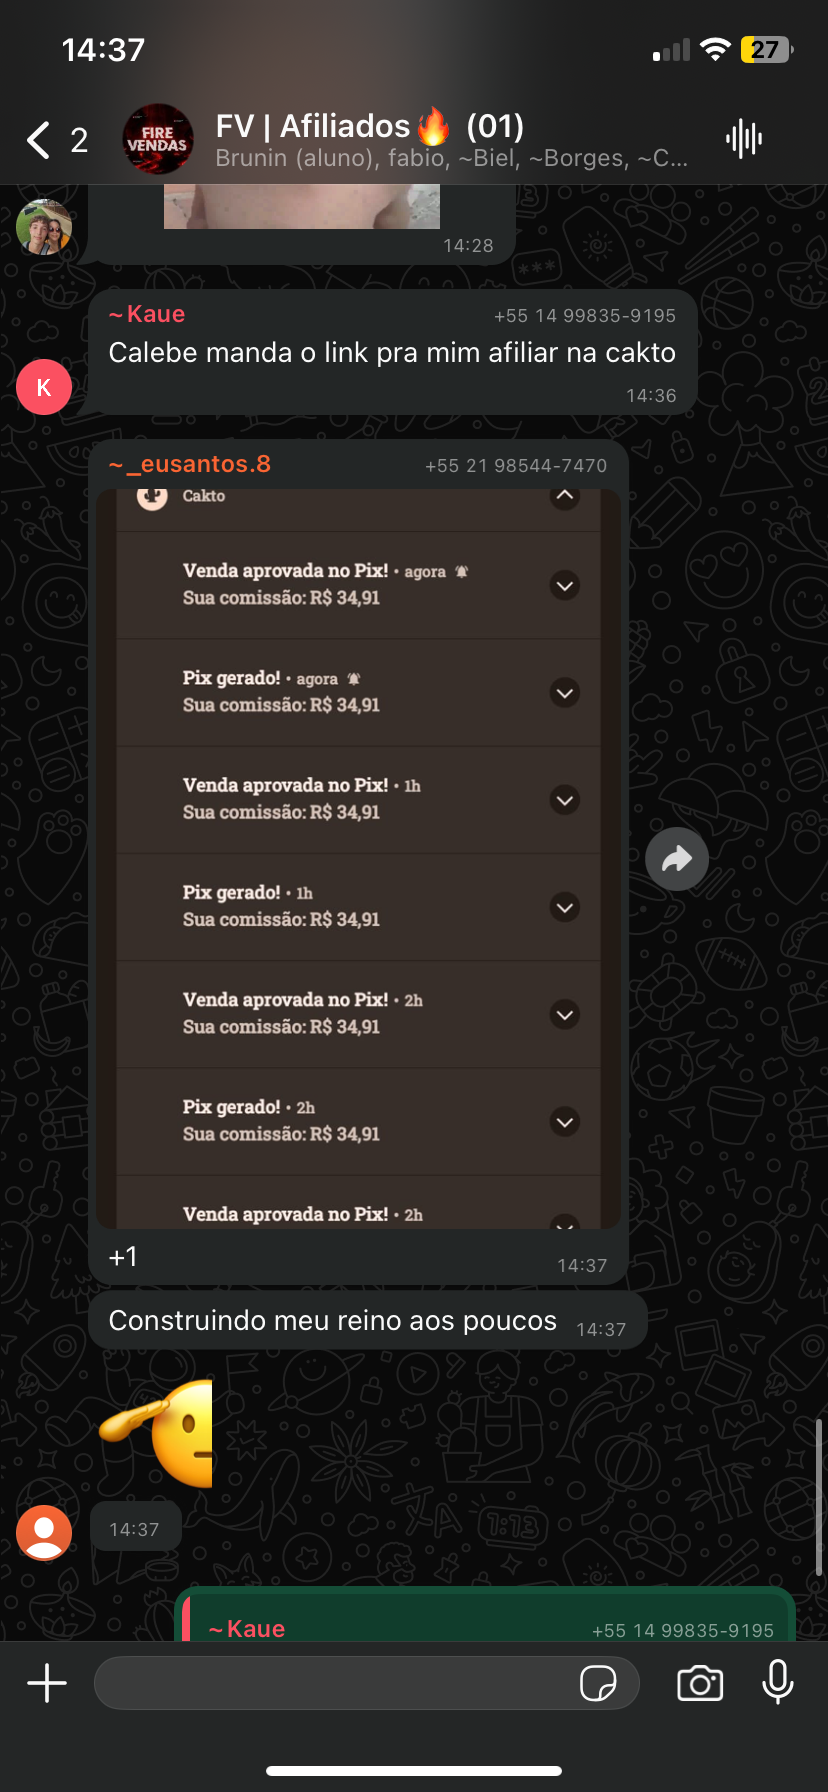 14:37
27
2
FIRE
VENDAS
FV | Afiliados🔥 (01)
Brunin (aluno), fabio, ~Biel, ~Borges, ~C...
14:28
~Kaue +55 14 99835-9195
Calebe manda o link pra mim afiliar na cakto
K
14:36
~_eusantos.8 +55 21 98544-7470
Cakto
Venda aprovada no Pix! • agora
Sua comissão: R$ 34,91
Pix gerado! • agora
Sua comissão: R$ 34,91
Venda aprovada no Pix! • 1h
Sua comissão: R$ 34,91
Pix gerado! • 1h
Sua comissão: R$ 34,91
Venda aprovada no Pix! • 2h
Sua comissão: R$ 34,91
Pix gerado! • 2h
Sua comissão: R$ 34,91
Venda aprovada no Pix! • 2h
+1
14:37
Construindo meu reino aos poucos 14:37
14:37
~Kaue +55 14 99835-9195